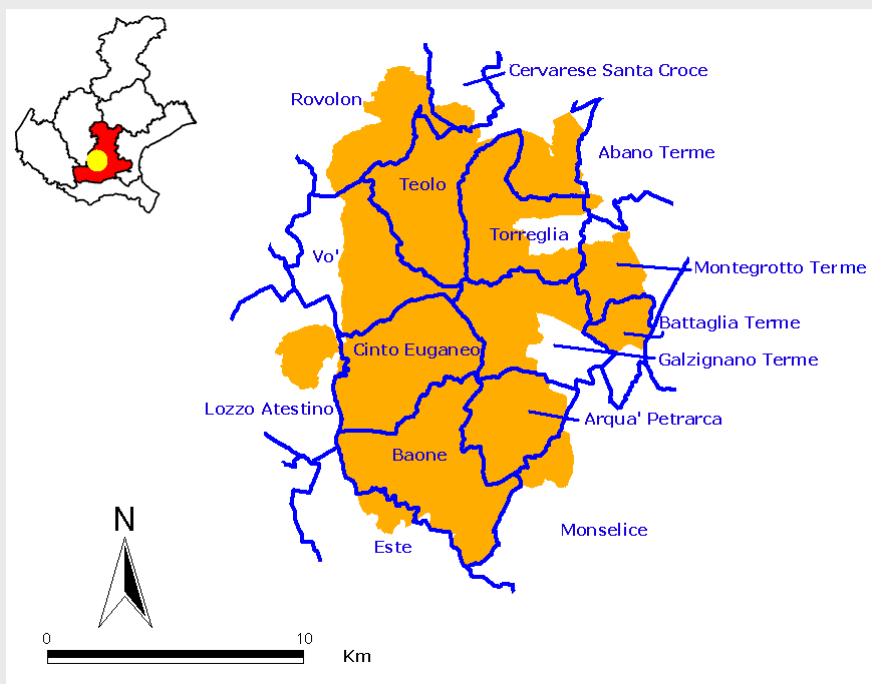 Cervarese Santa Croce
Rovolon
Abano Terme
Teolo
Torreglia
Vo'
Montegrotto Terme
Battaglia Terme
Cinto Euganeo
Galzignano Terme
Lozzo Atestino
Arqua' Petrarca
Baone
N
Monselice
Este
0 10
Km